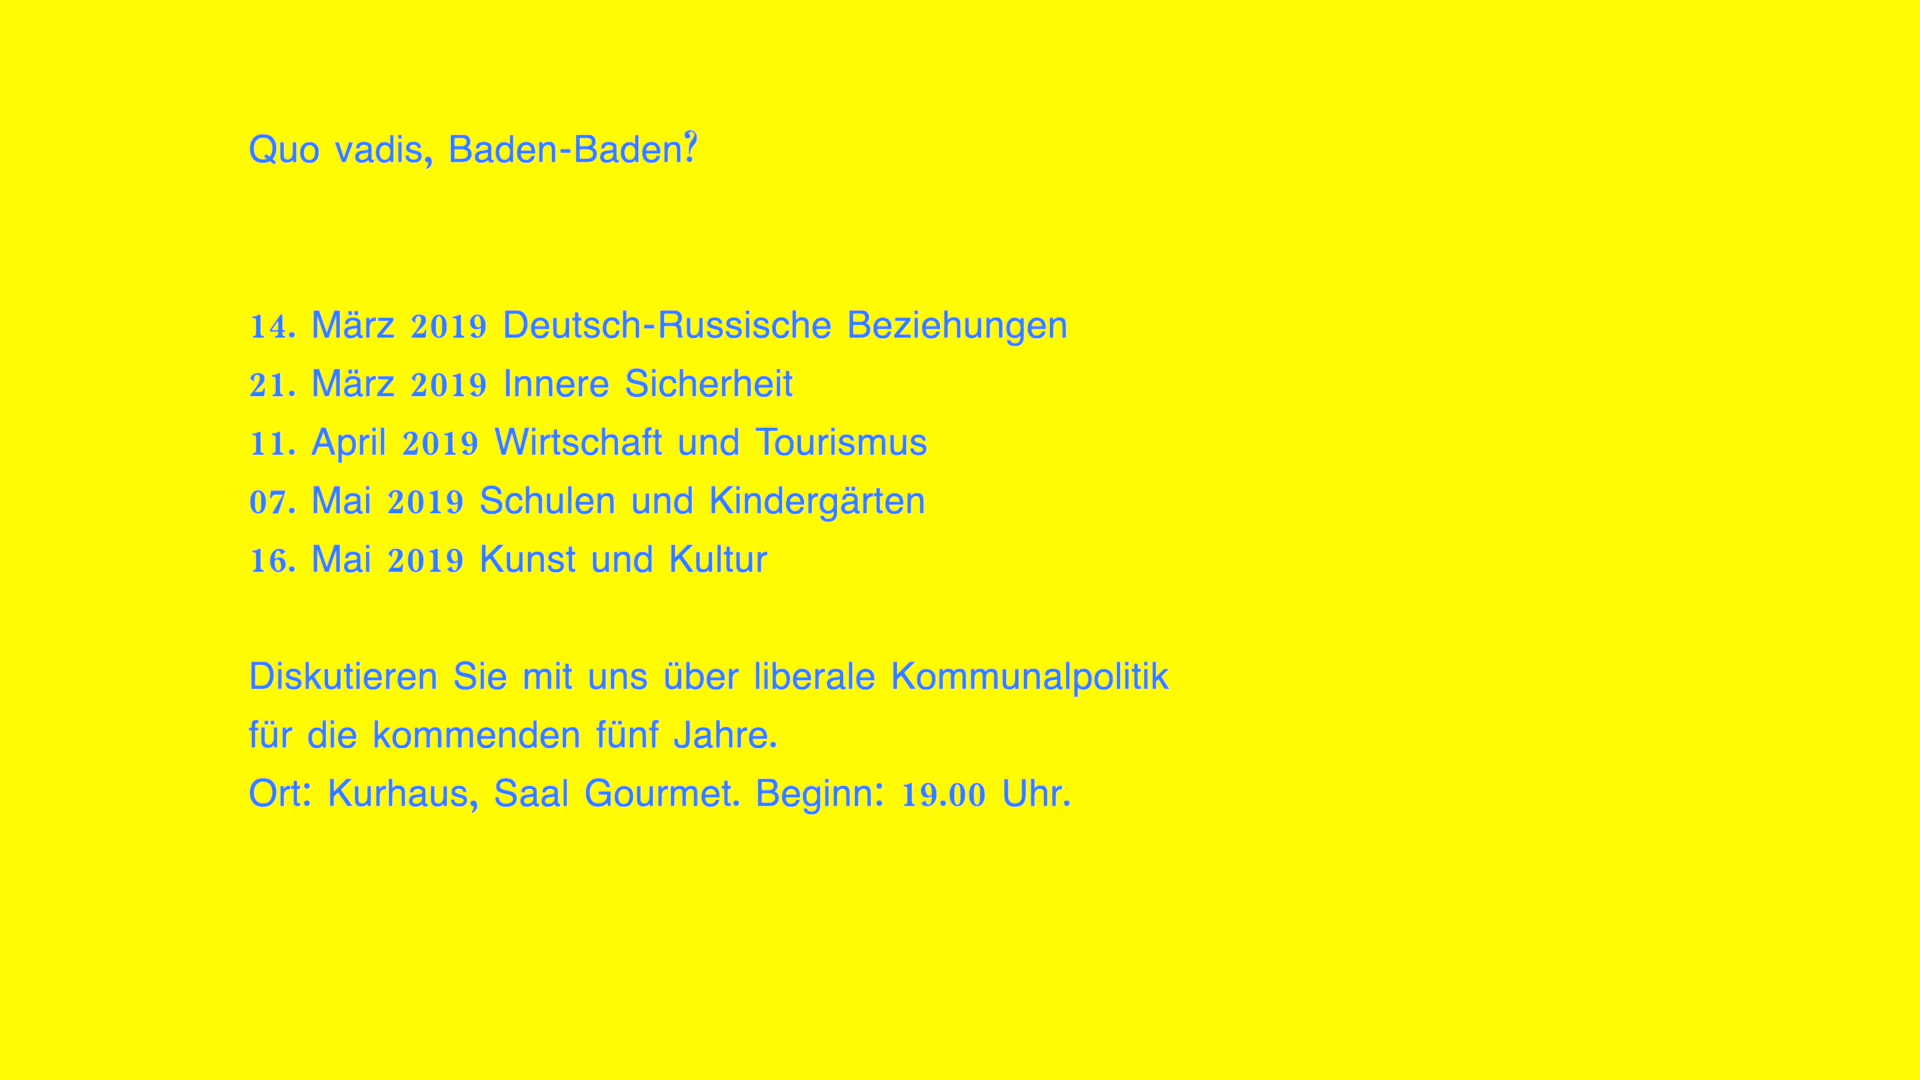 Quo vadis, Baden-Baden?
14. März 2019 Deutsch-Russische Beziehungen
21. März 2019 Innere Sicherheit
11. April 2019 Wirtschaft und Tourismus
07. Mai 2019 Schulen und Kindergärten
16. Mai 2019 Kunst und Kultur
Diskutieren Sie mit uns über liberale Kommunalpolitik
für die kommenden fünf Jahre.
Ort: Kurhaus, Saal Gourmet. Beginn: 19.00 Uhr.